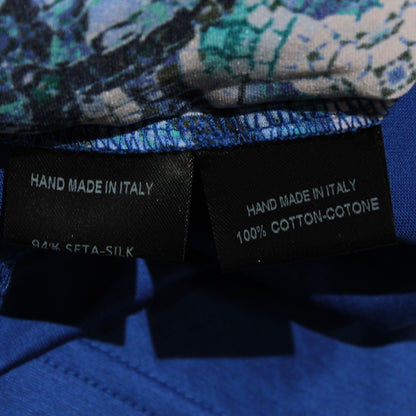 HAND MADE IN ITALY
94% SETA-SILK
HAND MADE IN ITALY
100% COTTON-COTONE